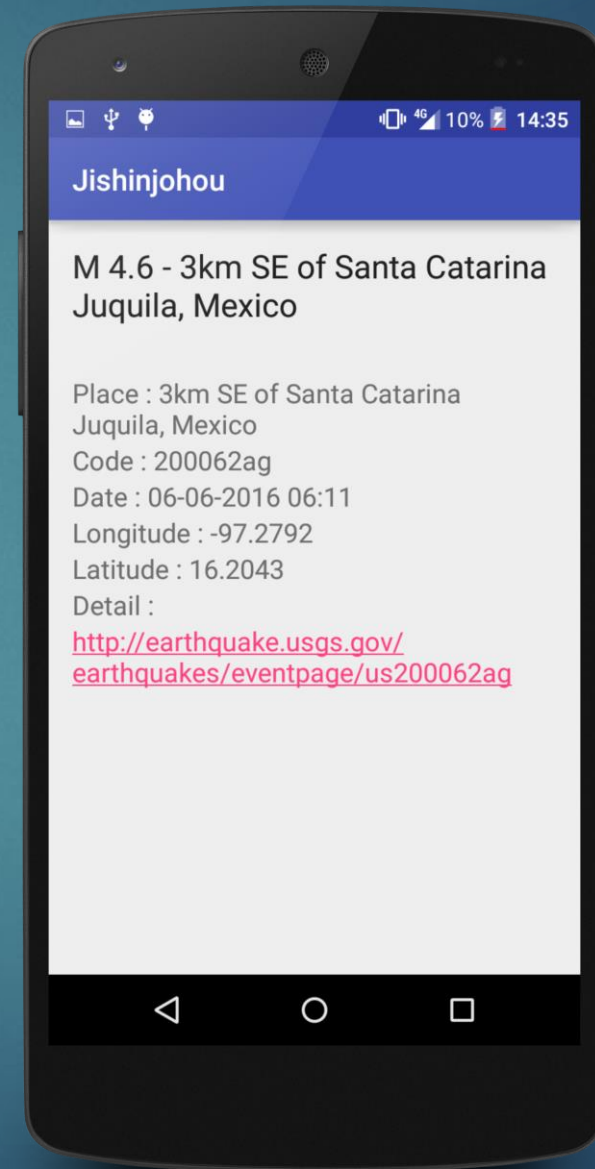 4G 10% 14:35
Jishinjohou
M 4.6 - 3km SE of Santa Catarina
Juquila, Mexico
Place : 3km SE of Santa Catarina
Juquila, Mexico
Code : 200062ag
Date : 06-06-2016 06:11
Longitude : -97.2792
Latitude : 16.2043
Detail :
http://earthquake.usgs.gov/
earthquakes/eventpage/us200062ag